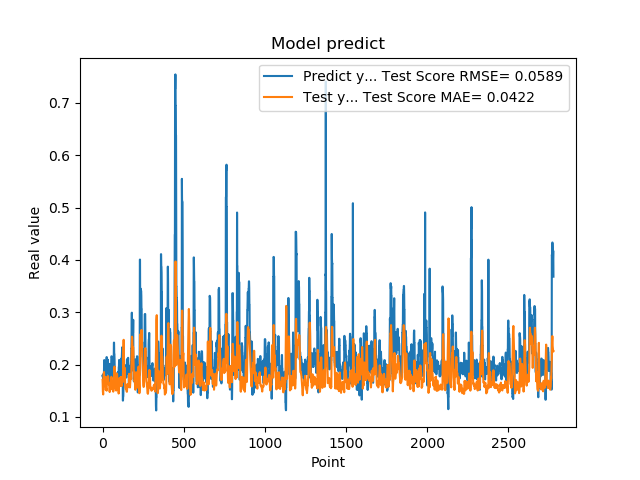 Model predict
Predict y... Test Score RMSE= 0.0589
Test y... Test Score MAE= 0.0422
0.7
0.6
0.5
0.4
0.3
0.2
0.1
Real value
0 500 1000 1500 2000 2500
Point